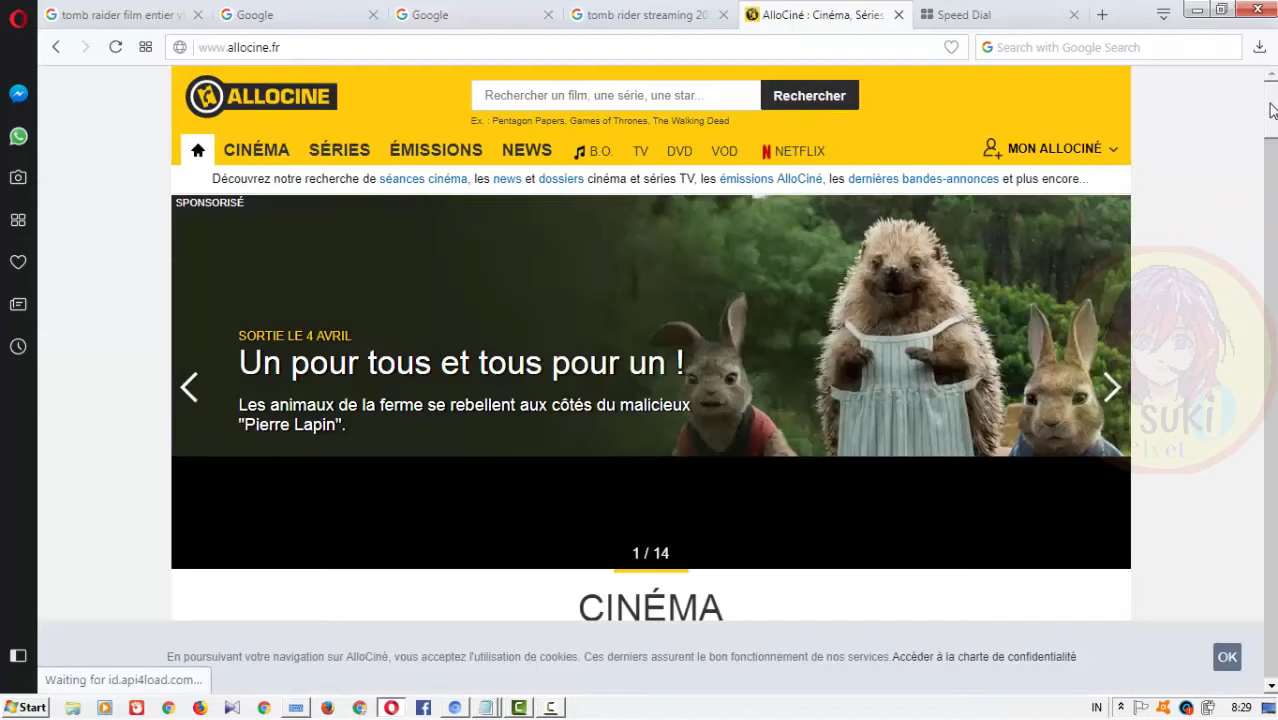 tomb raider film entier v
Google
Google
tomb rider streaming 20
AlloCiné : Cinéma, Séries
Speed Dial
www.allocine.fr
Search with Google Search
ALLOCINE
Rechercher un film, une série, une star...
Rechercher
Ex. : Pentagon Papers, Games of Thrones, The Walking Dead
CINÉMA SÉRIES ÉMISSIONS NEWS B.O. TV DVD VOD NETFLIX
MON ALLOCINÉ
Découvrez notre recherche de séances cinéma, les news et dossiers cinéma et séries TV, les émissions AlloCiné, les dernières bandes-annonces et plus encore...
SPONSORISÉ
SORTIE LE 4 AVRIL
Un pour tous et tous pour un !
Les animaux de la ferme se rebellent aux côtés du malicieux
"Pierre Lapin".
1 / 14
CINÉMA
En poursuivant votre navigation sur AlloCiné, vous acceptez l'utilisation de cookies. Ces derniers assurent le bon fonctionnement de nos services.Accéder à la charte de confidentialité
OK
Waiting for id.api4load.com...
Start
IN
8:29